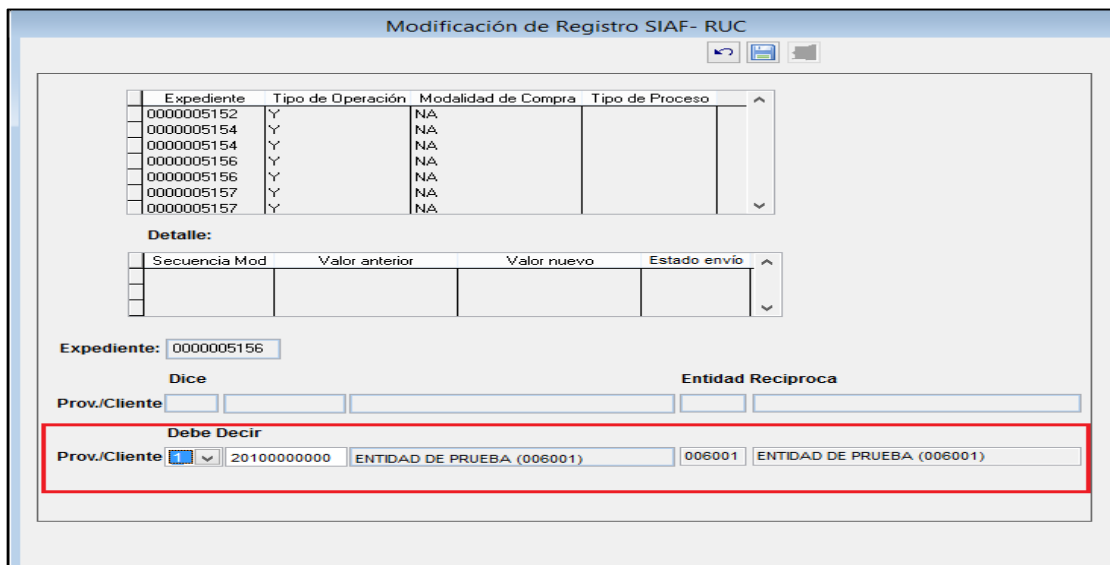 Modificación de Registro SIAF- RUC
Expediente Tipo de Operación Modalidad de Compra Tipo de Proceso
0000005152 Y NA
0000005154 Y NA
0000005154 Y NA
0000005156 Y NA
0000005156 Y NA
0000005157 Y NA
0000005157 Y NA
Detalle:
Secuencia Mod Valor anterior Valor nuevo Estado envío
Expediente: 0000005156
Dice Entidad Reciproca
Prov./Cliente
Debe Decir
Prov./Cliente 1 20100000000 ENTIDAD DE PRUEBA (006001) 006001 ENTIDAD DE PRUEBA (006001)